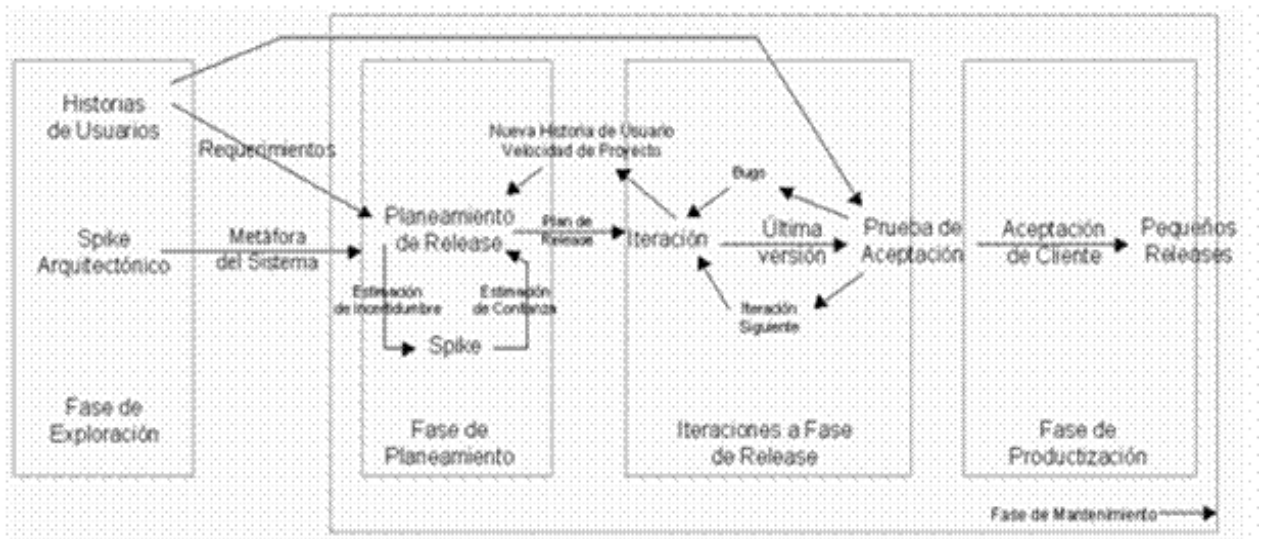 Historias
de Usuarios
Requerimientos
Spike
Arquitectónico
Metáfora
del Sistema
Fase de
Exploración
Nueva Historia de Usuario
Velocidad de Proyecto
Planeamiento
de Release
Plan de
Release
Estimación
de Incertidumbre
Estimación
de Confianza
Spike
Fase de
Planeamiento
Bugs
Iteración
Última
versión
Prueba de
Aceptación
Iteración
Siguiente
Iteraciones a Fase
de Release
Aceptación
de Cliente
Pequeños
Releases
Fase de
Productización
Fase de Mantenimiento